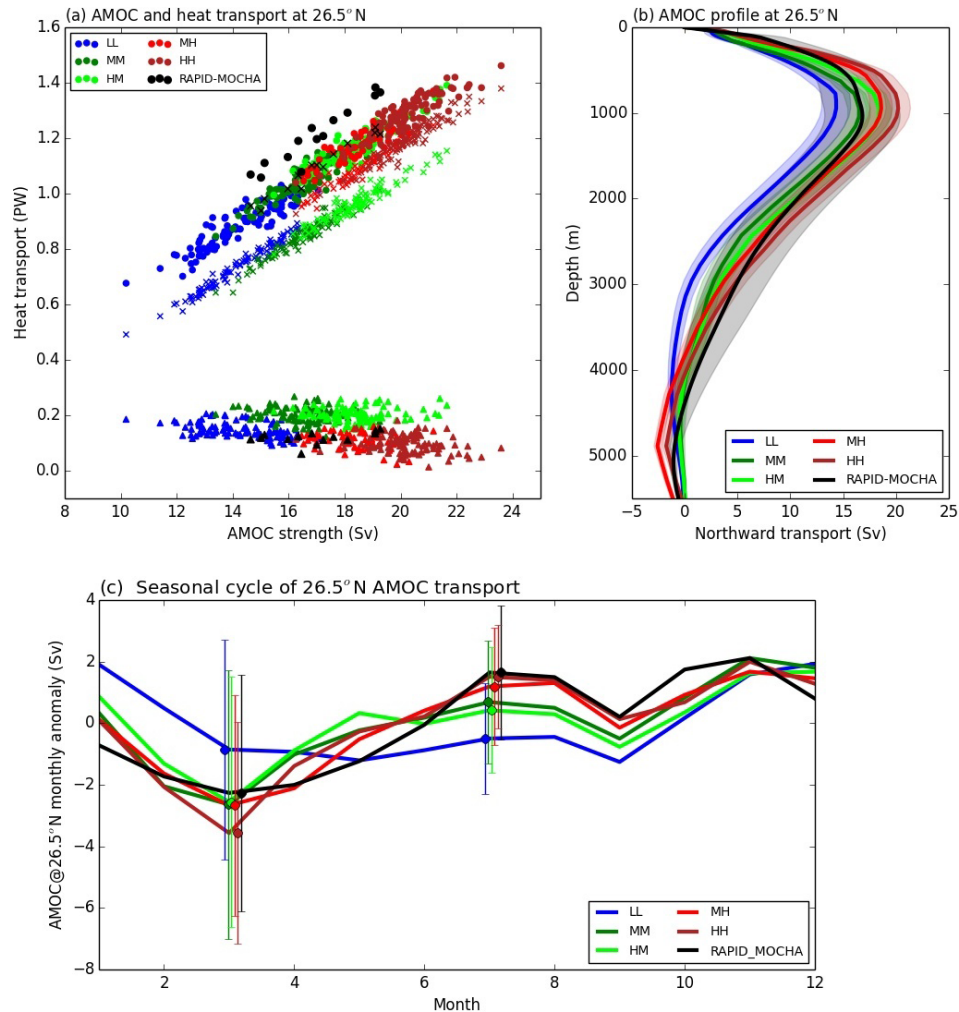 (a) AMOC and heat transport at 26.5°N
1.6
1.4
1.2
1.0
0.8
0.6
0.4
0.2
0.0
Heat transport (PW)
LL MH
MM HH
HM RAPID-MOCHA
8 10 12 14 16 18 20 22 24
AMOC strength (Sv)
(b) AMOC profile at 26.5°N
0
1000
2000
3000
4000
5000
Depth (m)
LL MH
MM HH
HM RAPID-MOCHA
−5 0 5 10 15 20 25
Northward transport (Sv)
(c) Seasonal cycle of 26.5°N AMOC transport
4
2
0
−2
−4
−6
−8
AMOC@26.5°N monthly anomaly (Sv)
LL MH
MM HH
HM RAPID_MOCHA
2 4 6 8 10 12
Month